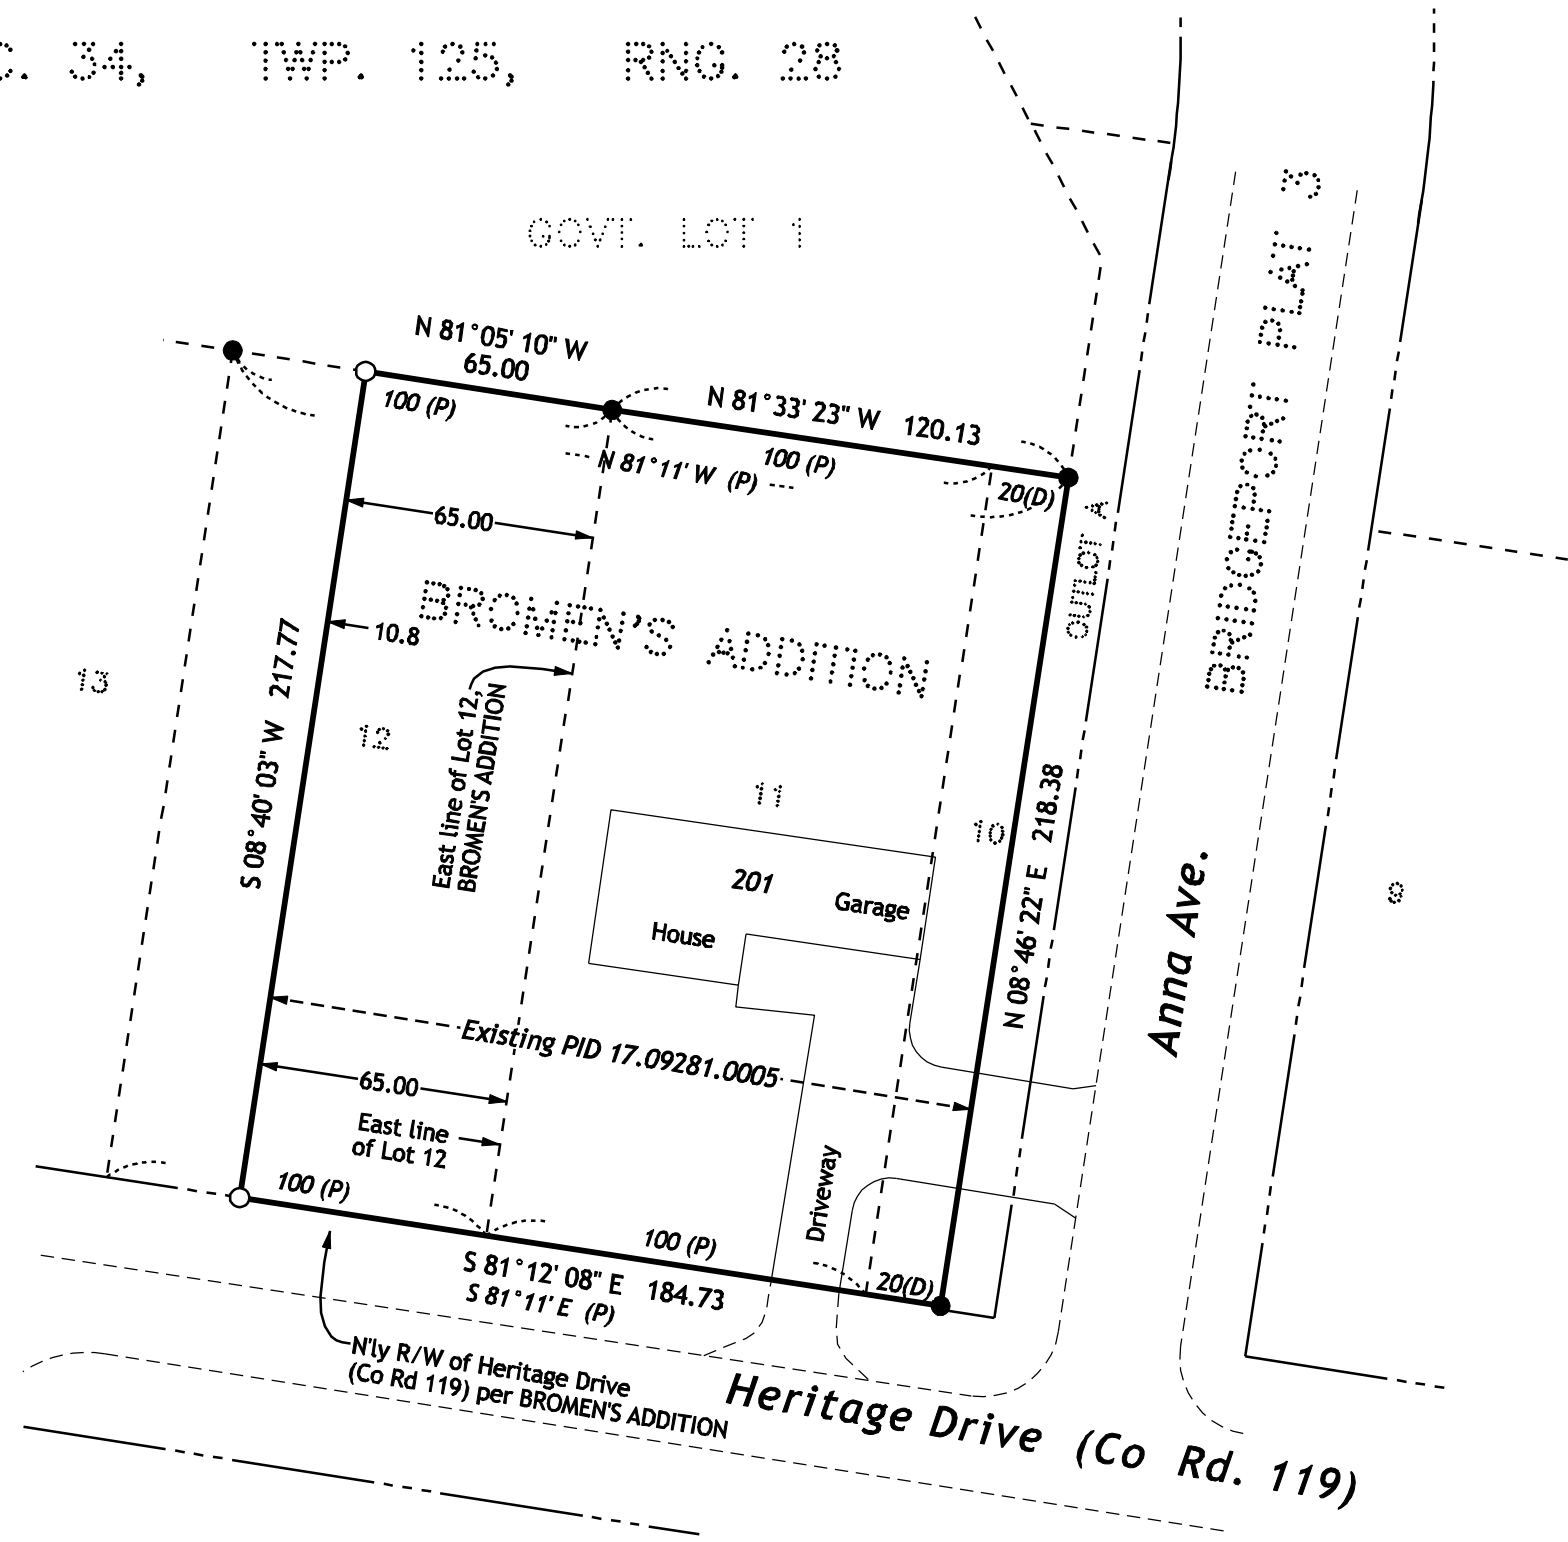 C. 34, TWP. 125, RNG. 28
GOVT. LOT 1
BRIDGEPORT PLAT 3
N 81°05' 10" W
65.00
100 (P)
N 81°33' 23" W 120.13
100 (P)
N 81°11' W (P)
20(D)
OUTLOT A
65.00
BROMEN'S ADDITION
10.8
S 08°40' 03" W 217.77
13
12
East line of Lot 12,
BROMEN'S ADDITION
11
10
N 08°46' 22" E 218.38
9
201
Garage
House
Anna Ave.
Existing PID 17.09281.0005
65.00
East line
of Lot 12
Driveway
100 (P)
100 (P)
20(D)
S 81°12' 08" E 184.73
S 81°11' E (P)
N'ly R/W of Heritage Drive
(Co Rd 119) per BROMEN'S ADDITION
Heritage Drive (Co Rd. 119)